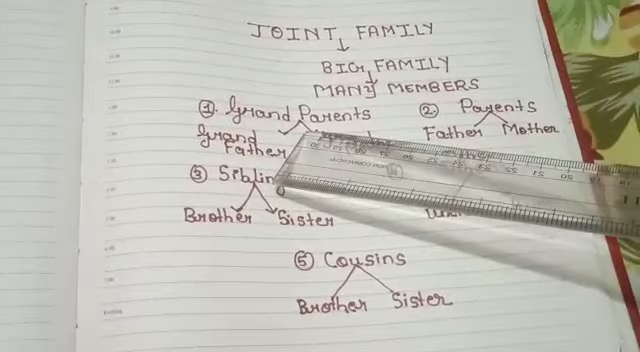 JOINT FAMILY
BIG FAMILY
MANY MEMBERS
① Grand Parents
Grand
Father
② Parents
Father Mother
③ Sibling
Brother Sister
⑤ Cousins
Brother Sister